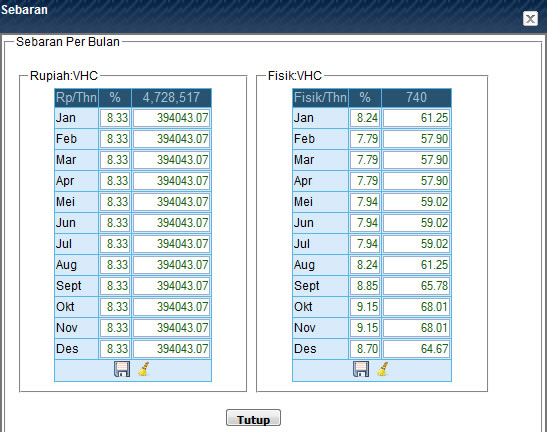 Sebaran
Sebaran Per Bulan
Rupiah:VHC
Rp/Thn % 4,728,517
Jan 8.33 394043.07
Feb 8.33 394043.07
Mar 8.33 394043.07
Apr 8.33 394043.07
Mei 8.33 394043.07
Jun 8.33 394043.07
Jul 8.33 394043.07
Aug 8.33 394043.07
Sept 8.33 394043.07
Okt 8.33 394043.07
Nov 8.33 394043.07
Des 8.33 394043.07
Fisik:VHC
Fisik/Thn % 740
Jan 8.24 61.25
Feb 7.79 57.90
Mar 7.79 57.90
Apr 7.79 57.90
Mei 7.94 59.02
Jun 7.94 59.02
Jul 7.94 59.02
Aug 8.24 61.25
Sept 8.85 65.78
Okt 9.15 68.01
Nov 9.15 68.01
Des 8.70 64.67
Tutup